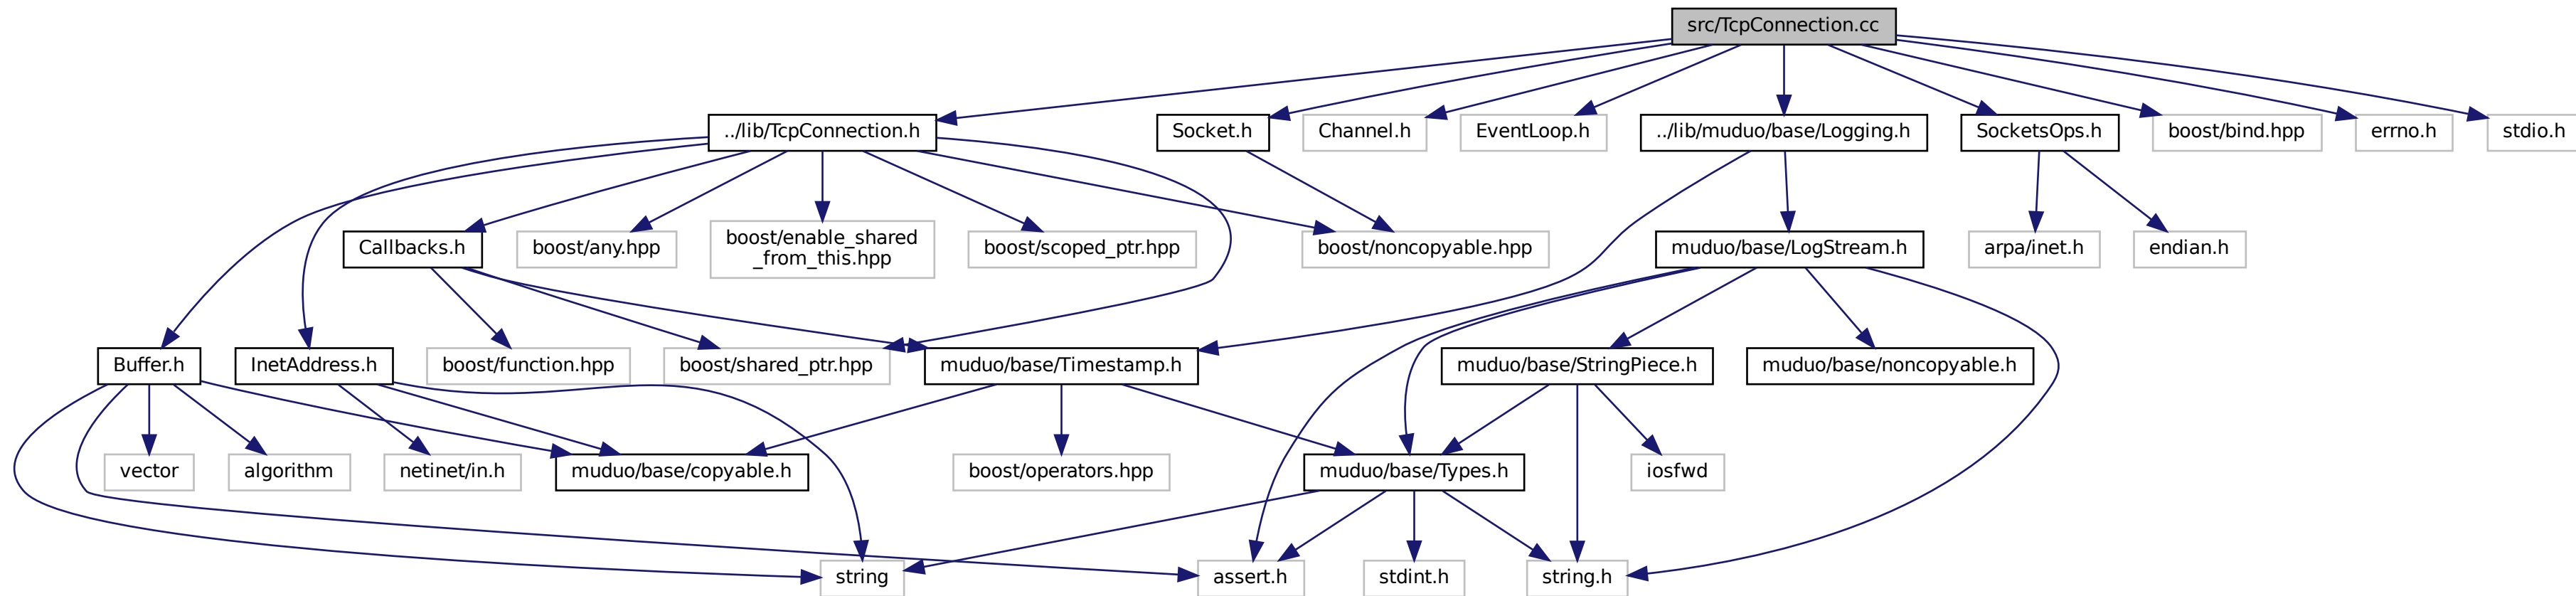 src/TcpConnection.cc
../lib/TcpConnection.h
Socket.h
Channel.h
EventLoop.h
../lib/muduo/base/Logging.h
SocketsOps.h
boost/bind.hpp
errno.h
stdio.h
Callbacks.h
boost/any.hpp
boost/enable_shared
_from_this.hpp
boost/scoped_ptr.hpp
boost/noncopyable.hpp
muduo/base/LogStream.h
arpa/inet.h
endian.h
Buffer.h
InetAddress.h
boost/function.hpp
boost/shared_ptr.hpp
muduo/base/Timestamp.h
muduo/base/StringPiece.h
muduo/base/noncopyable.h
vector
algorithm
netinet/in.h
muduo/base/copyable.h
boost/operators.hpp
muduo/base/Types.h
iosfwd
string
assert.h
stdint.h
string.h